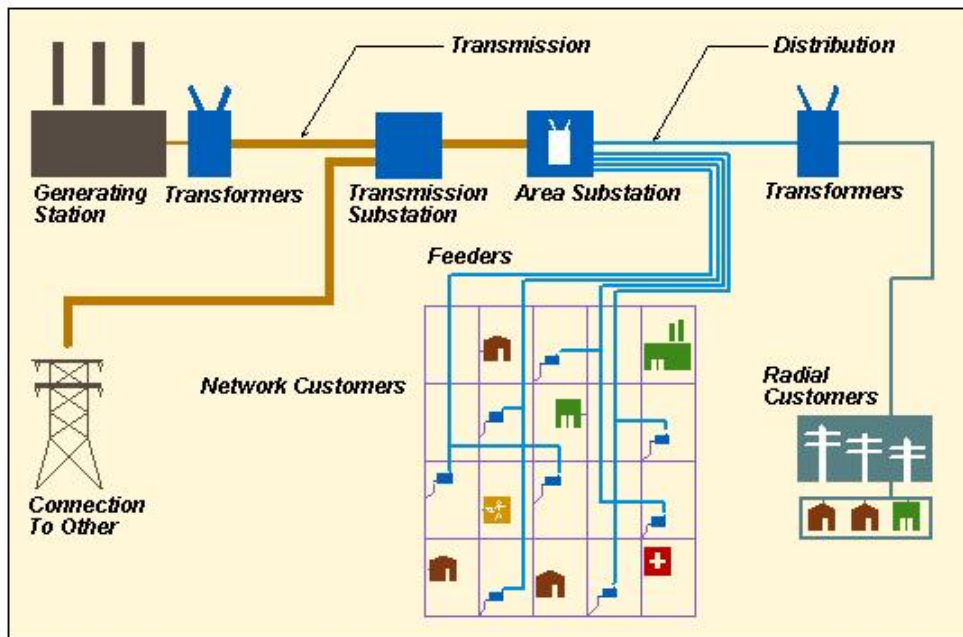 Transmission
Distribution
Generating
Station
Transformers
Transmission
Substation
Area Substation
Transformers
Feeders
Network Customers
Radial
Customers
Connection
To Other